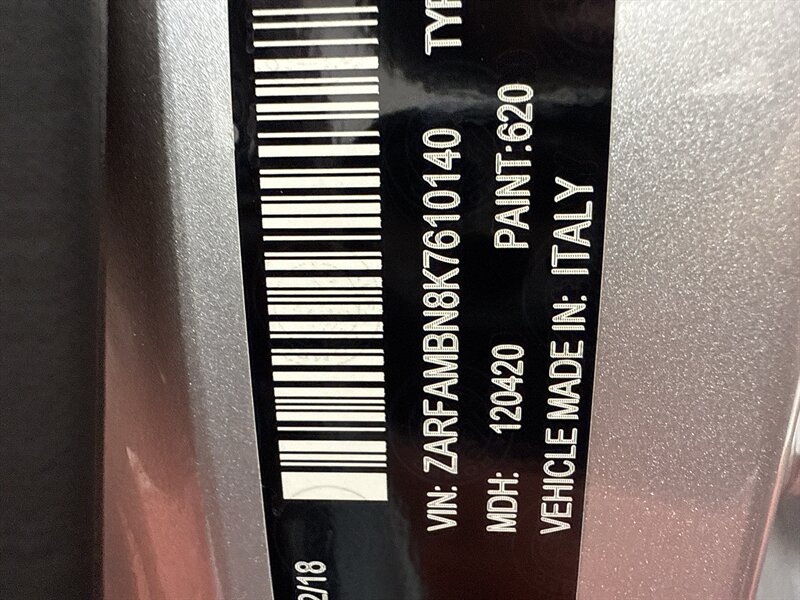 2/18
VIN: ZARFAMBN8K7610140 TYP
MDH: 120420 PAINT:620
VEHICLE MADE IN: ITALY